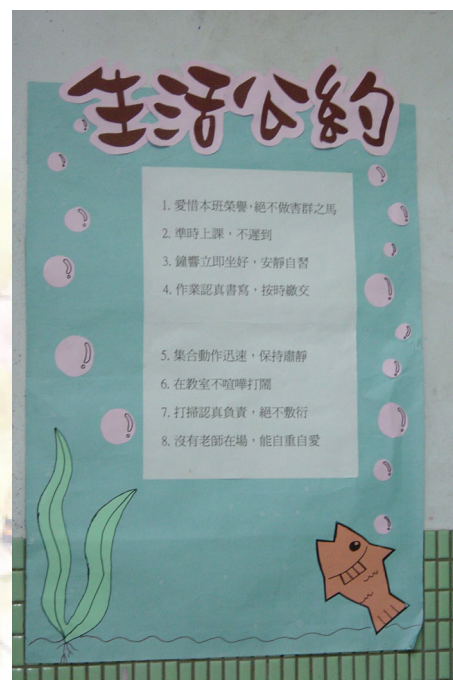 生活公約
1. 愛惜本班榮譽,絕不做害群之馬
2. 準時上課,不遲到
3. 鐘響立即坐好,安靜自習
4. 作業認真書寫,按時繳交
5. 集合動作迅速,保持肅靜
6. 在教室不喧嘩打鬧
7. 打掃認真負責,絕不敷衍
8. 沒有老師在場,能自重自愛